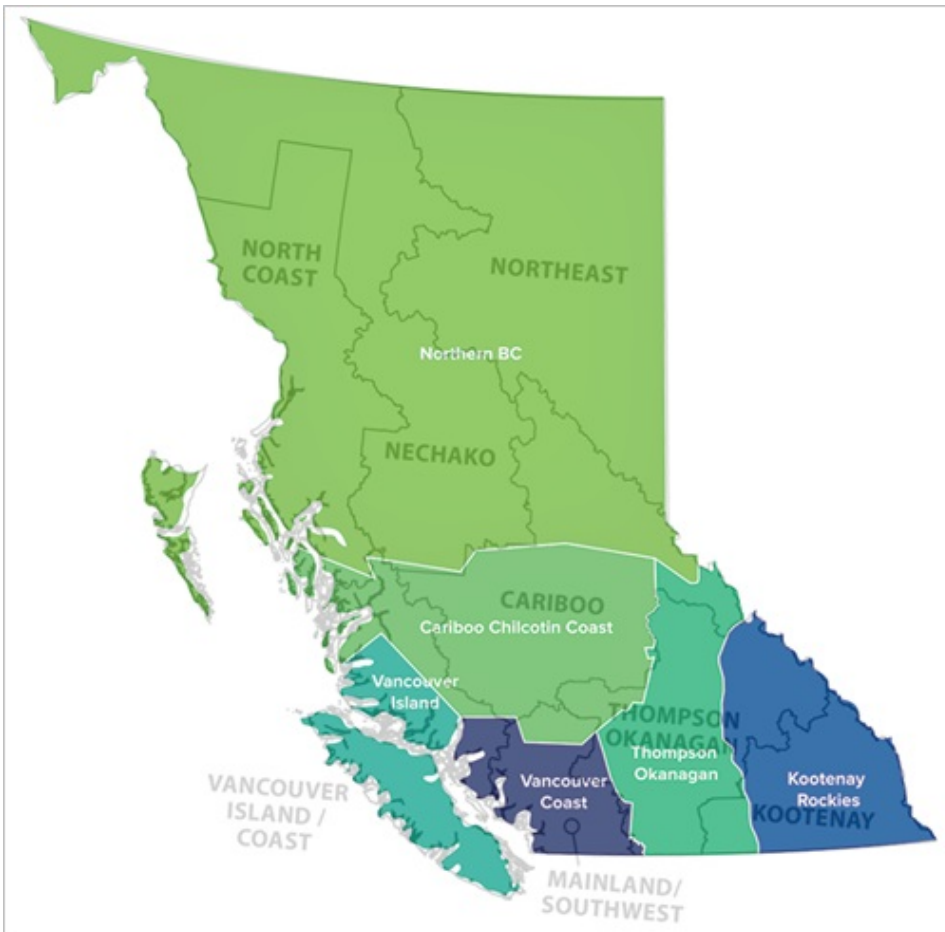 NORTH
COAST
NORTHEAST
Northern BC
NECHAKO
CARIBOO
Cariboo Chilcotin Coast
Vancouver
Island
THOMPSON
OKANAGAN
Thompson
Okanagan
VANCOUVER
ISLAND /
COAST
Vancouver
Coast
Kootenay
Rockies
KOOTENAY
MAINLAND/
SOUTHWEST